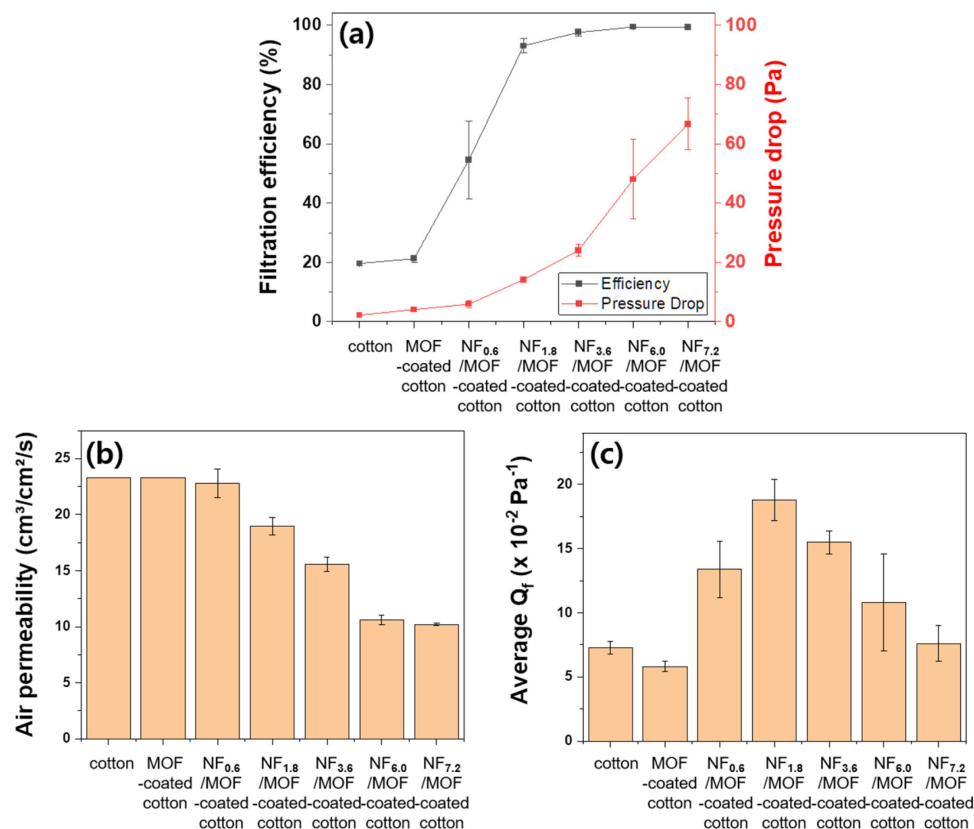 (a)
Filtration efficiency (%)
100
80
60
40
20
0
100
80
60
40
20
0
Pressure drop (Pa)
Efficiency
Pressure Drop
cotton
MOF
-coated
cotton
NF0.6
/MOF
-coated
cotton
NF1.8
/MOF
-coated
cotton
NF3.6
/MOF
-coated
cotton
NF6.0
/MOF
-coated
cotton
NF7.2
/MOF
-coated
cotton
(b)
Air permeability (cm³/cm²/s)
25
20
15
10
5
0
cotton
MOF
-coated
cotton
NF0.6
/MOF
-coated
cotton
NF1.8
/MOF
-coated
cotton
NF3.6
/MOF
-coated
cotton
NF6.0
/MOF
-coated
cotton
NF7.2
/MOF
-coated
cotton
(c)
Average Qf (x 10⁻² Pa⁻¹)
20
15
10
5
0
cotton
MOF
-coated
cotton
NF0.6
/MOF
-coated
cotton
NF1.8
/MOF
-coated
cotton
NF3.6
/MOF
-coated
cotton
NF6.0
/MOF
-coated
cotton
NF7.2
/MOF
-coated
cotton